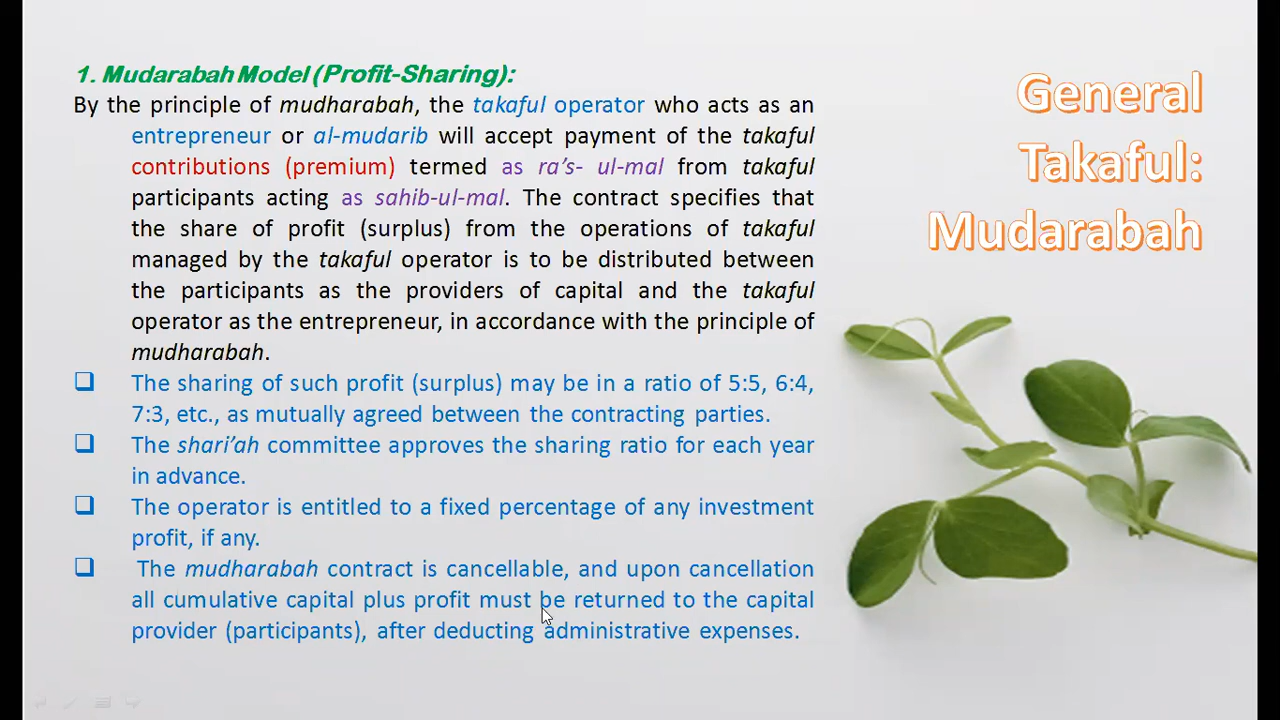 1. Mudarabah Model (Profit-Sharing):
By the principle of mudharabah, the takaful operator who acts as an
entrepreneur or al-mudarib will accept payment of the takaful
contributions (premium) termed as ra’s- ul-mal from takaful
participants acting as sahib-ul-mal. The contract specifies that
the share of profit (surplus) from the operations of takaful
managed by the takaful operator is to be distributed between
the participants as the providers of capital and the takaful
operator as the entrepreneur, in accordance with the principle of
mudharabah.
❑ The sharing of such profit (surplus) may be in a ratio of 5:5, 6:4,
7:3, etc., as mutually agreed between the contracting parties.
❑ The shari’ah committee approves the sharing ratio for each year
in advance.
❑ The operator is entitled to a fixed percentage of any investment
profit, if any.
❑ The mudharabah contract is cancellable, and upon cancellation
all cumulative capital plus profit must be returned to the capital
provider (participants), after deducting administrative expenses.
General
Takaful:
Mudarabah